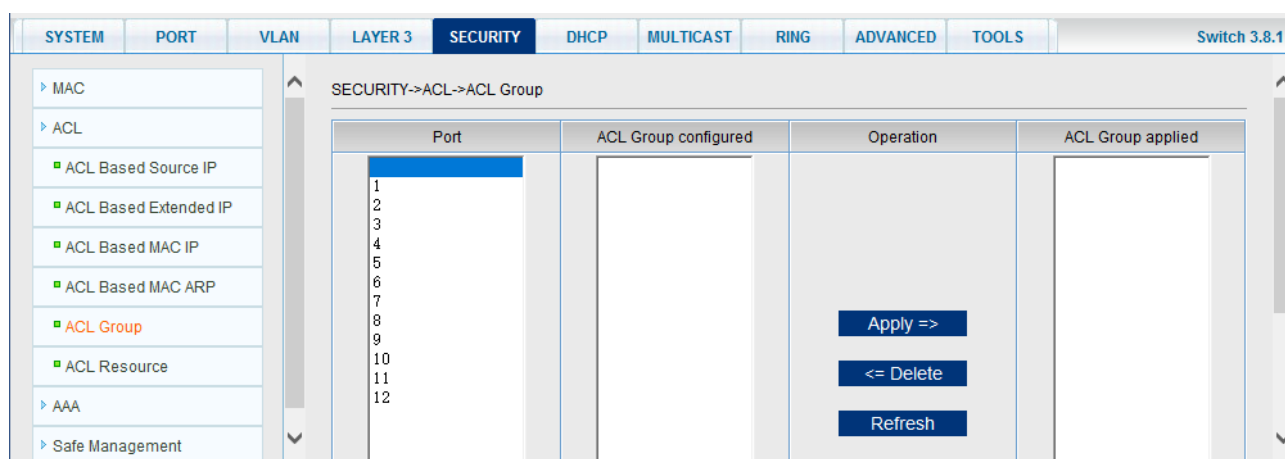 SYSTEM PORT VLAN LAYER 3 SECURITY DHCP MULTICAST RING ADVANCED TOOLS Switch 3.8.1
MAC
ACL
ACL Based Source IP
ACL Based Extended IP
ACL Based MAC IP
ACL Based MAC ARP
ACL Group
ACL Resource
AAA
Safe Management
SECURITY->ACL->ACL Group
Port ACL Group configured Operation ACL Group applied
1
2
3
4
5
6
7
8
9
10
11
12
Apply =>
<= Delete
Refresh